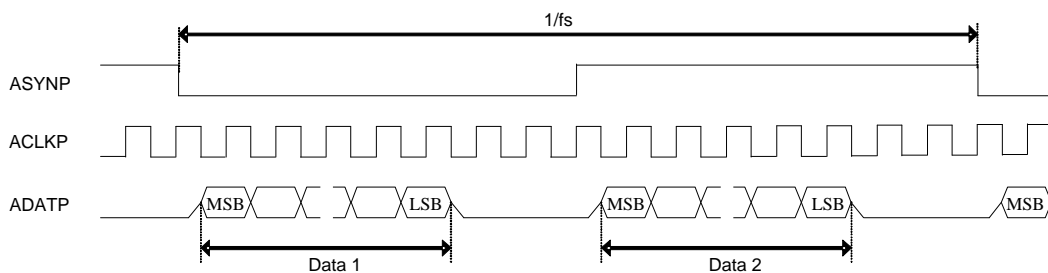 1/fs
ASYNP
ACLKP
ADATP MSB LSB MSB LSB MSB
Data 1 Data 2